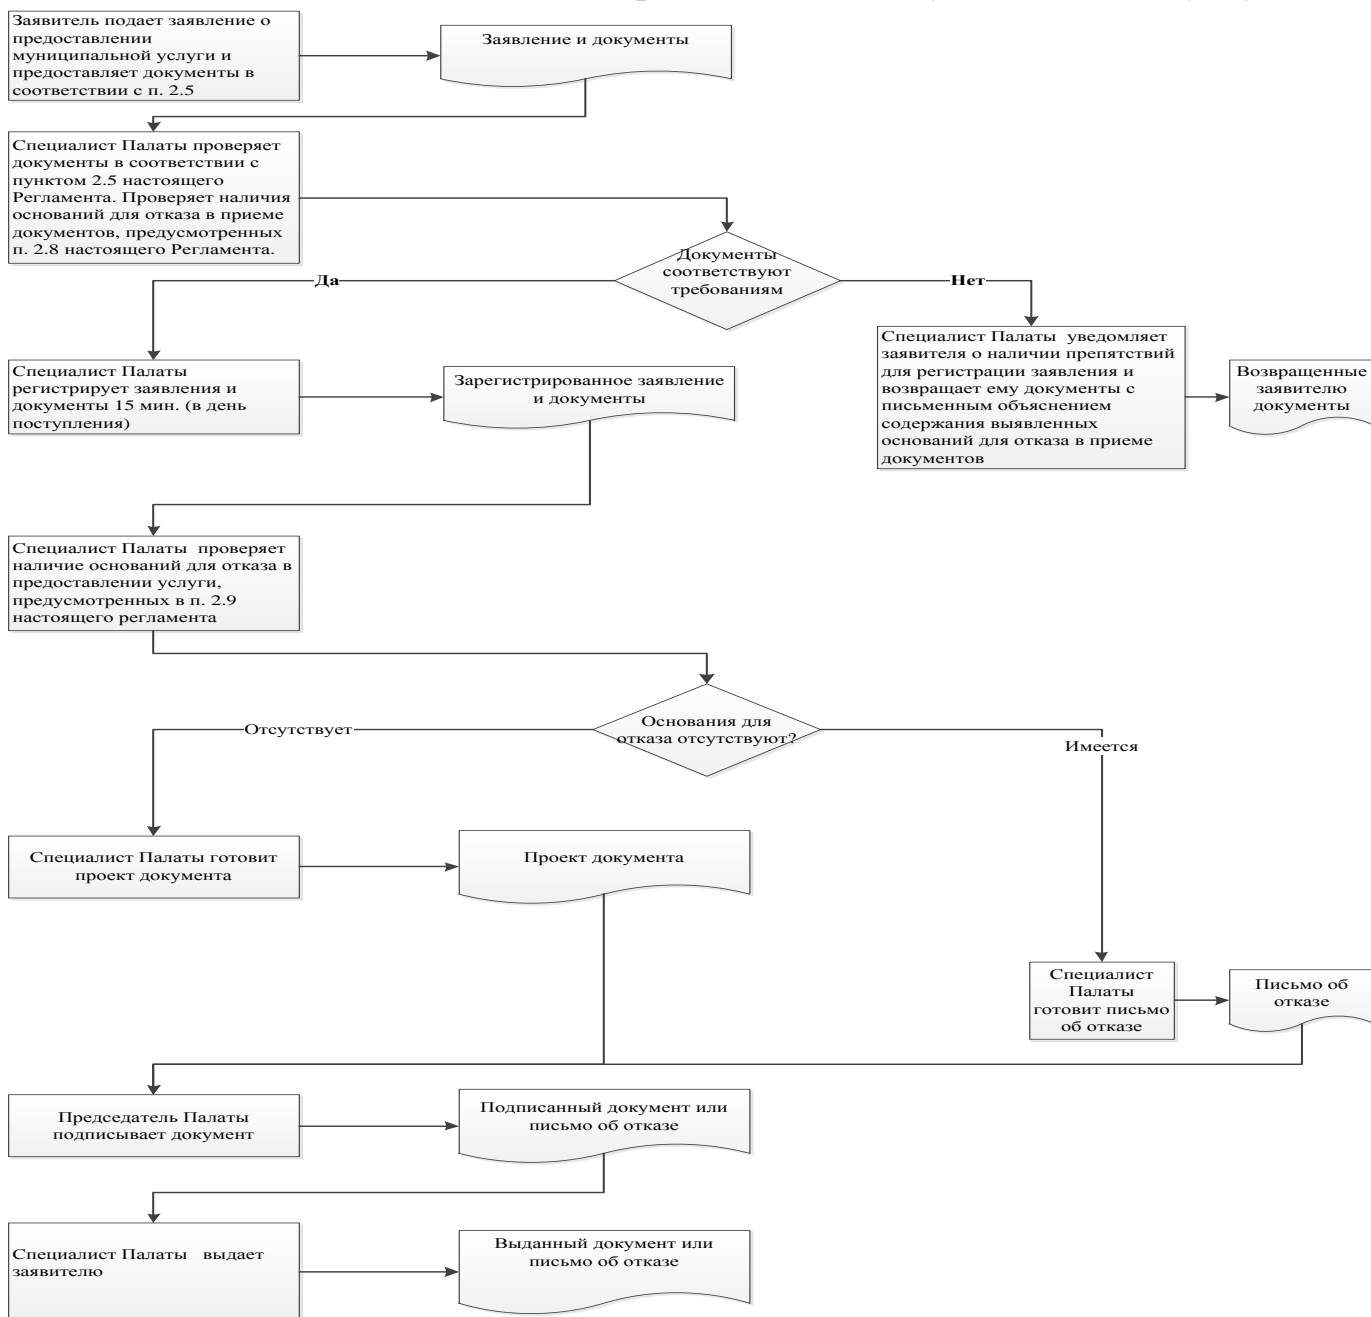 Заявитель подает заявление о
предоставлении
муниципальной услуги и
предоставляет документы в
соответствии с п. 2.5
Заявление и документы
Специалист Палаты проверяет
документы в соответствии с
пунктом 2.5 настоящего
Регламента. Проверяет наличия
оснований для отказа в приеме
документов, предусмотренных
п. 2.8 настоящего Регламента.
Документы
соответствуют
требованиям
Да
Нет
Специалист Палаты
регистрирует заявления и
документы 15 мин. (в день
поступления)
Зарегистрированное заявление
и документы
Специалист Палаты уведомляет
заявителя о наличии препятствий
для регистрации заявления и
возвращает ему документы с
письменным объяснением
содержания выявленных
оснований для отказа в приеме
документов
Возвращенные
заявителю
документы
Специалист Палаты проверяет
наличие оснований для отказа в
предоставлении услуги,
предусмотренных в п. 2.9
настоящего регламента
Основания для
отказа отсутствуют?
Отсутствует
Имеется
Специалист Палаты готовит
проект документа
Проект документа
Специалист
Палаты
готовит письмо
об отказе
Письмо об
отказе
Председатель Палаты
подписывает документ
Подписанный документ или
письмо об отказе
Специалист Палаты выдает
заявителю
Выданный документ или
письмо об отказе